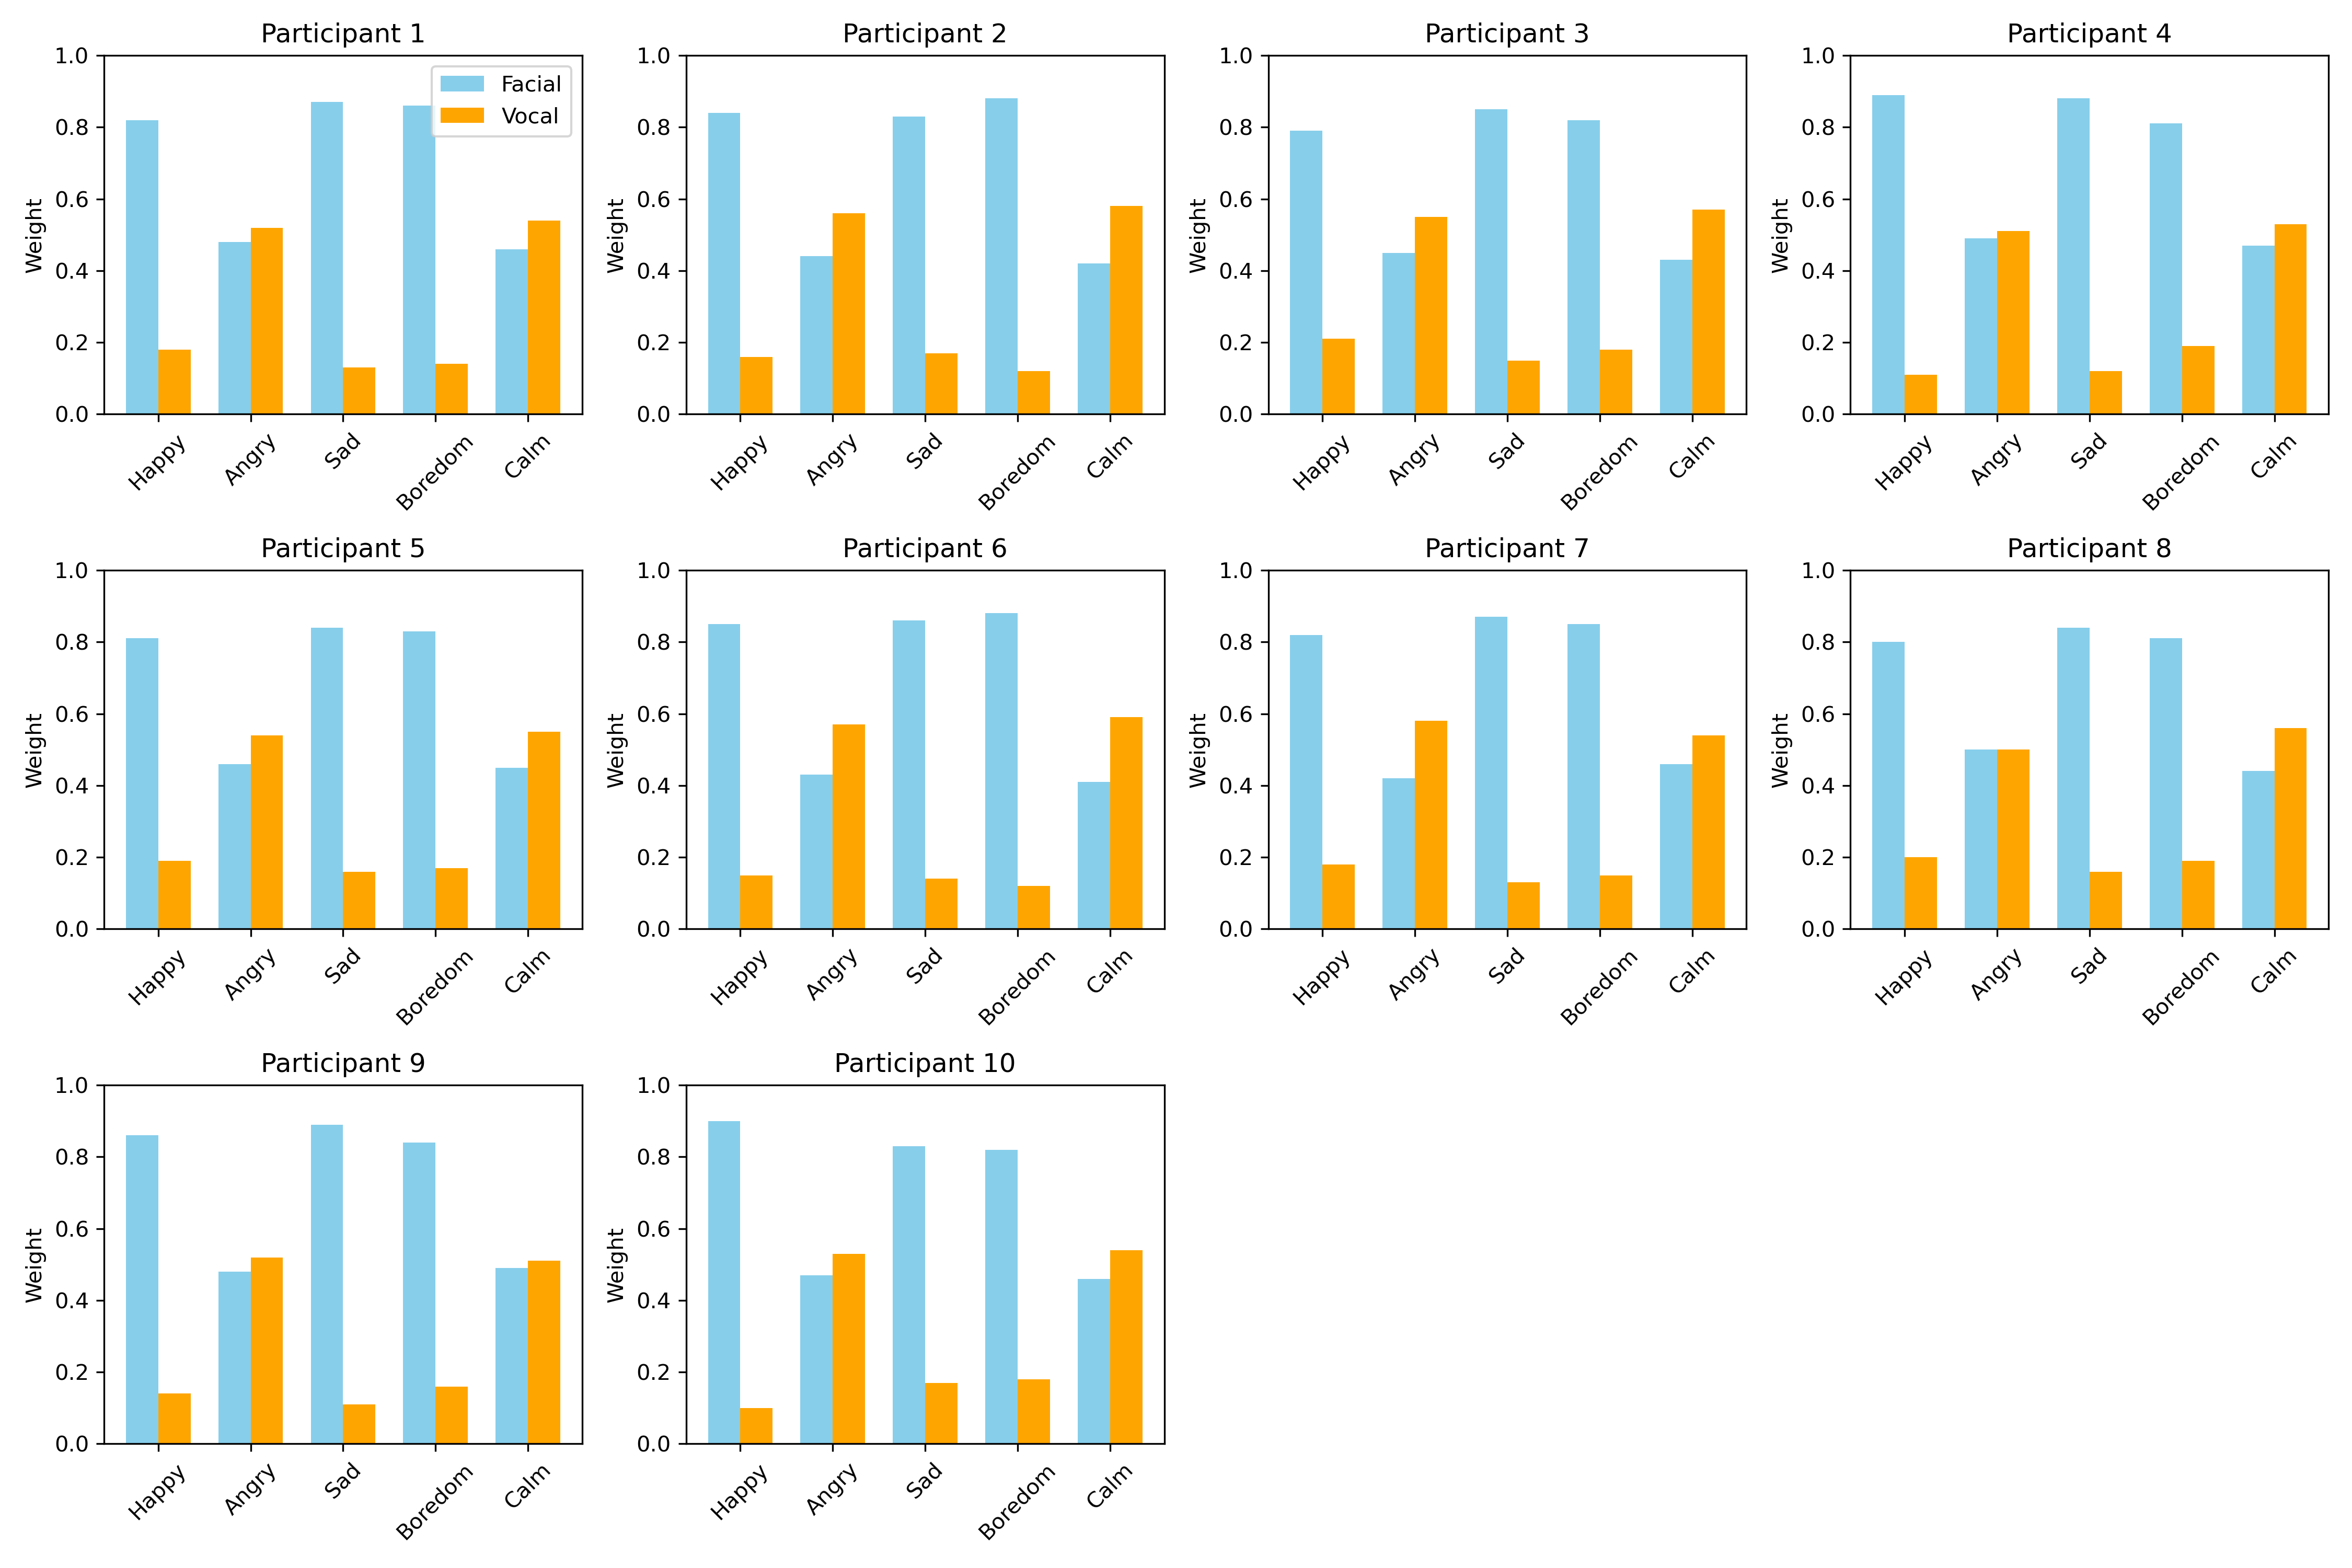 Participant 1
1.0
0.8
0.6
0.4
0.2
0.0
Weight
Facial
Vocal
Happy
Angry
Sad
Boredom
Calm
Participant 2
1.0
0.8
0.6
0.4
0.2
0.0
Weight
Happy
Angry
Sad
Boredom
Calm
Participant 3
1.0
0.8
0.6
0.4
0.2
0.0
Weight
Happy
Angry
Sad
Boredom
Calm
Participant 4
1.0
0.8
0.6
0.4
0.2
0.0
Weight
Happy
Angry
Sad
Boredom
Calm
Participant 5
1.0
0.8
0.6
0.4
0.2
0.0
Weight
Happy
Angry
Sad
Boredom
Calm
Participant 6
1.0
0.8
0.6
0.4
0.2
0.0
Weight
Happy
Angry
Sad
Boredom
Calm
Participant 7
1.0
0.8
0.6
0.4
0.2
0.0
Weight
Happy
Angry
Sad
Boredom
Calm
Participant 8
1.0
0.8
0.6
0.4
0.2
0.0
Weight
Happy
Angry
Sad
Boredom
Calm
Participant 9
1.0
0.8
0.6
0.4
0.2
0.0
Weight
Happy
Angry
Sad
Boredom
Calm
Participant 10
1.0
0.8
0.6
0.4
0.2
0.0
Weight
Happy
Angry
Sad
Boredom
Calm